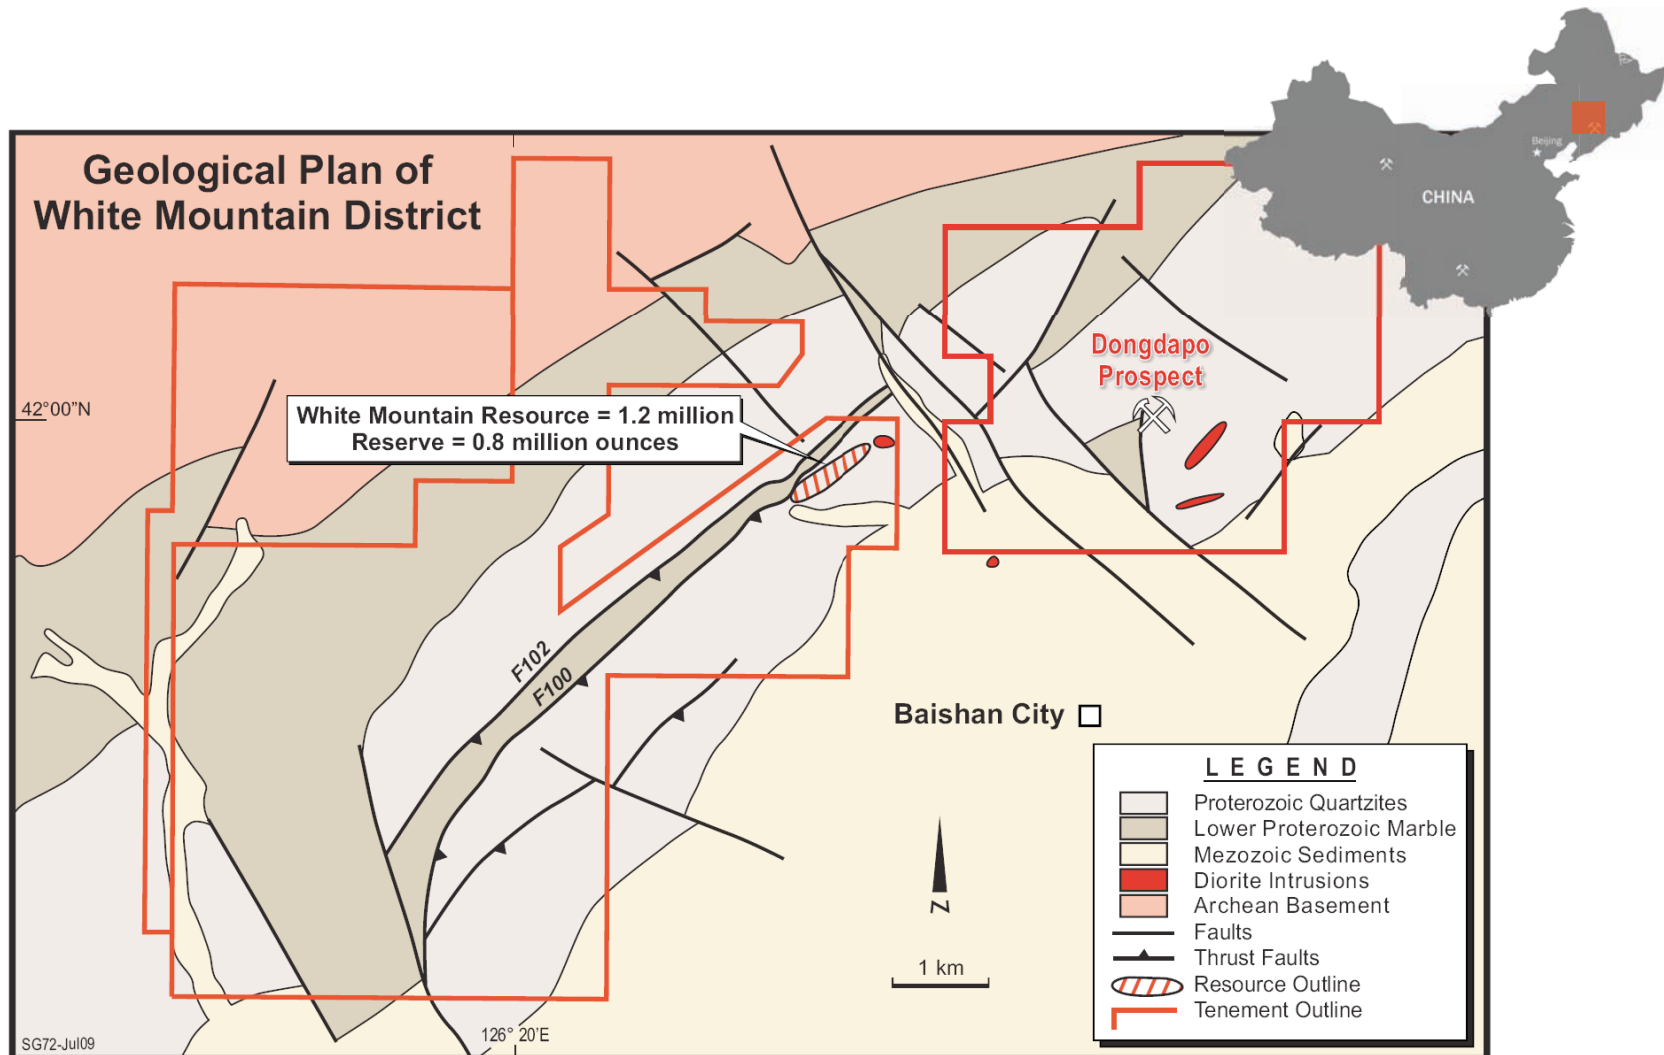 Geological Plan of
White Mountain District
Beijing
CHINA
Dongdapo
Prospect
42°00"N
White Mountain Resource = 1.2 million
Reserve = 0.8 million ounces
F102
F100
Baishan City
LEGEND
Proterozoic Quartzites
Lower Proterozoic Marble
Mezozoic Sediments
Diorite Intrusions
Archean Basement
Faults
Thrust Faults
Resource Outline
Tenement Outline
N
1 km
126° 20'E
SG72-Jul09